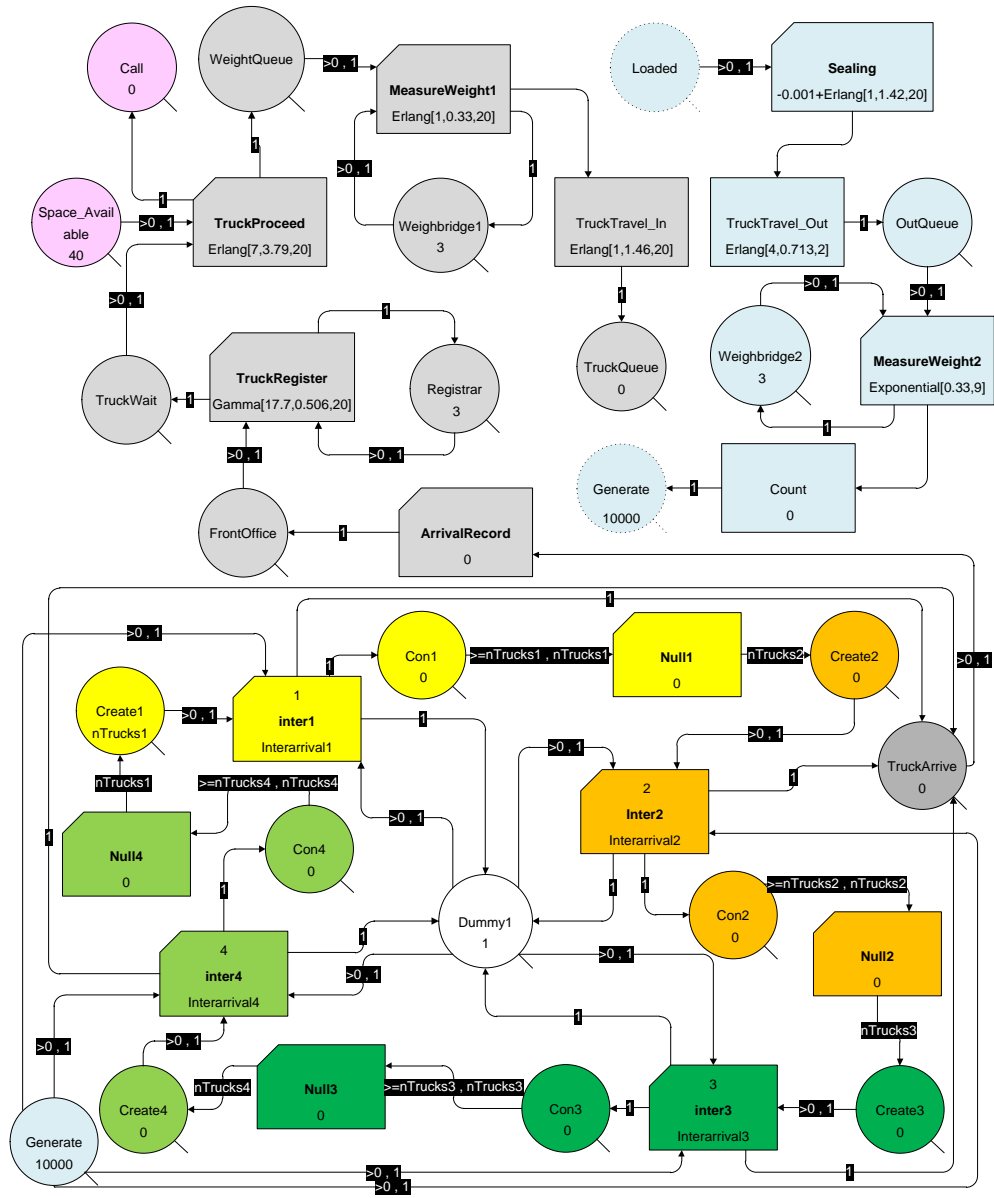 Call
0
WeightQueue
>0 , 1
MeasureWeight1
Erlang[1,0.33,20]
Loaded
>0 , 1
Sealing
-0.001+Erlang[1,1.42,20]
1
1
>0 , 1
1
Space_Avail
able
40
>0 , 1
TruckProceed
Erlang[7,3.79,20]
Weighbridge1
3
TruckTravel_In
Erlang[1,1.46,20]
TruckTravel_Out
Erlang[4,0.713,2]
1
OutQueue
>0 , 1
1
1
>0 , 1
>0 , 1
TruckWait
1
TruckRegister
Gamma[17.7,0.506,20]
Registrar
3
>0 , 1
TruckQueue
0
Weighbridge2
3
1
MeasureWeight2
Exponential[0.33,9]
>0 , 1
Generate
10000
1
Count
0
FrontOffice
1
ArrivalRecord
0
1
>0 , 1
>0 , 1
1
Con1
0
>=nTrucks1 , nTrucks1
Null1
0
nTrucks2
Create2
0
Create1
nTrucks1
>0 , 1
1
inter1
Interarrival1
1
>0 , 1
>0 , 1
nTrucks1
>=nTrucks4 , nTrucks4
>0 , 1
2
Inter2
Interarrival2
1
TruckArrive
0
1
Null4
0
Con4
0
1
Dummy1
1
1
1
Con2
0
>=nTrucks2 , nTrucks2
Null2
0
4
inter4
Interarrival4
1
>0 , 1
>0 , 1
1
nTrucks3
>0 , 1
>0 , 1
Create4
0
nTrucks4
Null3
0
>=nTrucks3 , nTrucks3
Con3
0
1
3
inter3
Interarrival3
>0 , 1
Create3
0
Generate
10000
>0 , 1
1
>0 , 1